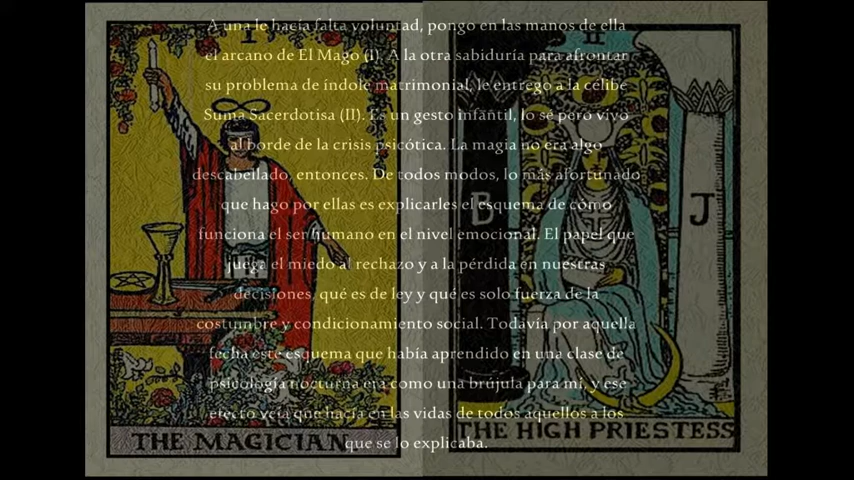 I
II
A una le hacía falta voluntad, pongo en las manos de ella
el arcano de El Mago (I). A la otra sabiduría para afrontar
su problema de índole matrimonial, le entrego a la célibe
Suma Sacerdotisa (II). Es un gesto infantil, lo sé pero vivo
al borde de la crisis psicótica. La magia no era algo
descabellado, entonces. De todos modos, lo más afortunado
que hago por ellas es explicarles el esquema de cómo
funciona el ser humano en el nivel emocional. El papel que
juega el miedo al rechazo y a la pérdida en nuestras
decisiones, qué es de ley y qué es solo fuerza de la
costumbre y condicionamiento social. Todavía por aquella
fecha este esquema que había aprendido en una clase de
psicología nocturna era como una brújula para mí, y ese
efecto veía que hacía en las vidas de todos aquellos a los
que se lo explicaba.
B
J
THE MAGICIAN
THE HIGH PRIESTESS